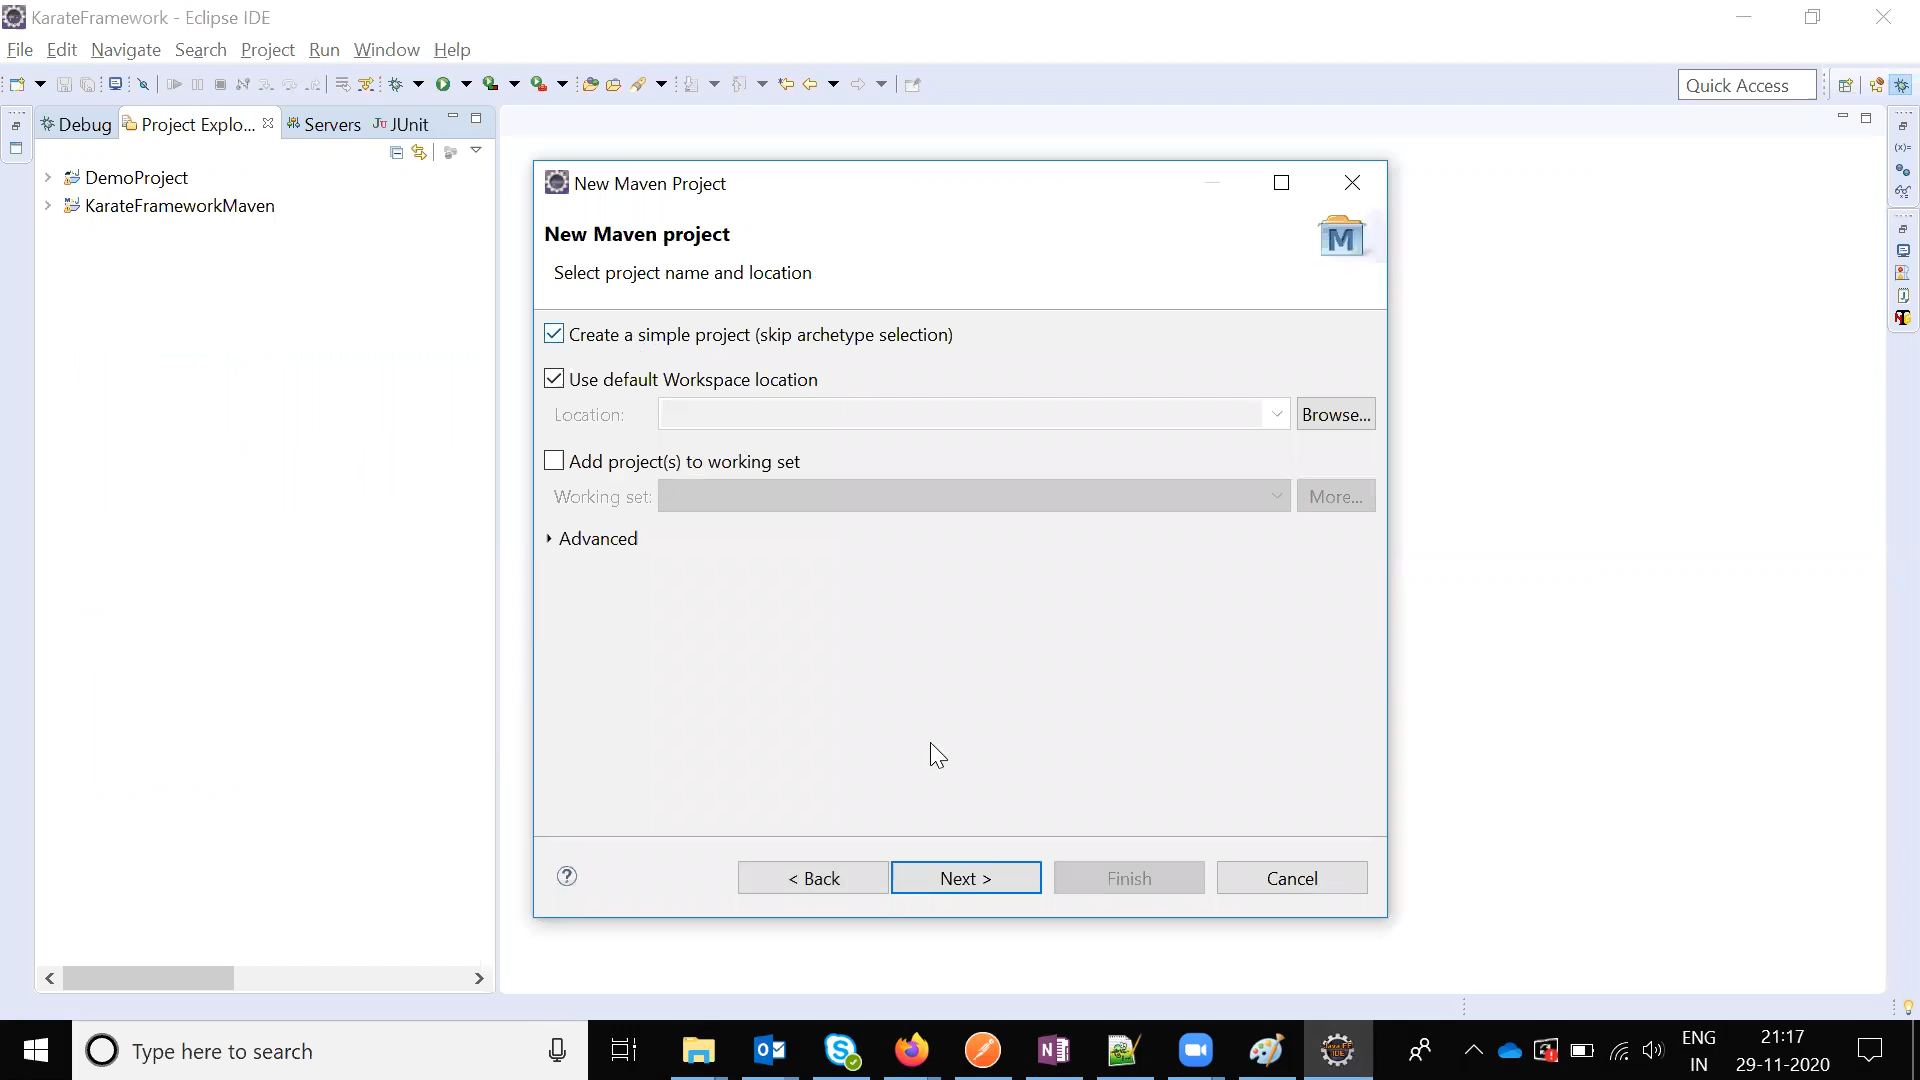 KarateFramework - Eclipse IDE
File Edit Navigate Search Project Run Window Help
Quick Access
Debug Project Explo... Servers JUnit
DemoProject
KarateFrameworkMaven
New Maven Project
New Maven project
M
Select project name and location
Create a simple project (skip archetype selection)
Use default Workspace location
Location: Browse...
Add project(s) to working set
Working set: More...
Advanced
< Back Next > Finish Cancel
Type here to search
ENG
IN
21:17
29-11-2020